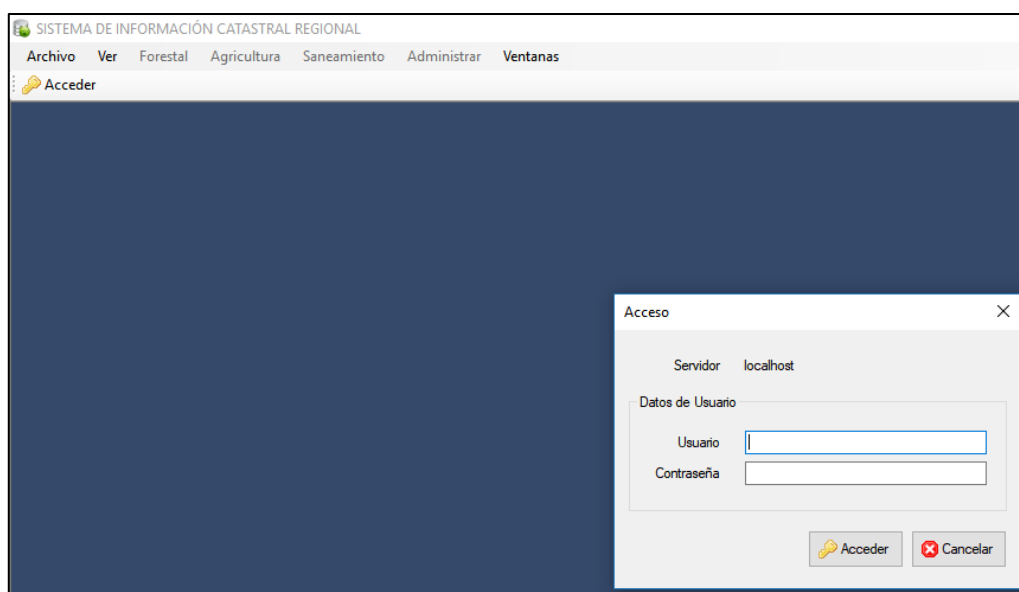 SISTEMA DE INFORMACIÓN CATASTRAL REGIONAL
Archivo Ver Forestal Agricultura Saneamiento Administrar Ventanas
Acceder
Acceso
Servidor localhost
Datos de Usuario
Usuario
Contraseña
Acceder Cancelar